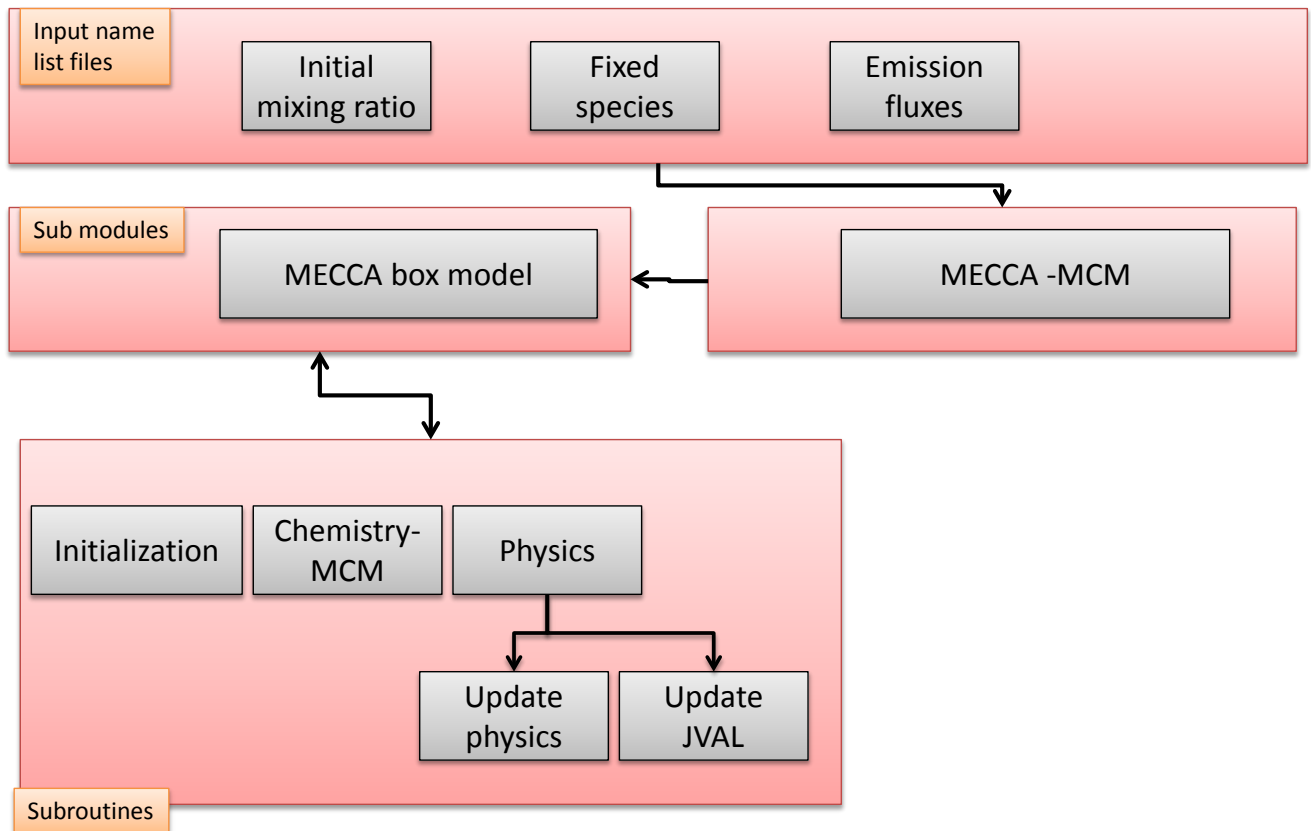 Input name
list files
Initial
mixing ratio
Fixed
species
Emission
fluxes
Sub modules
MECCA box model
MECCA -MCM
Initialization
Chemistry-
MCM
Physics
Update
physics
Update
JVAL
Subroutines